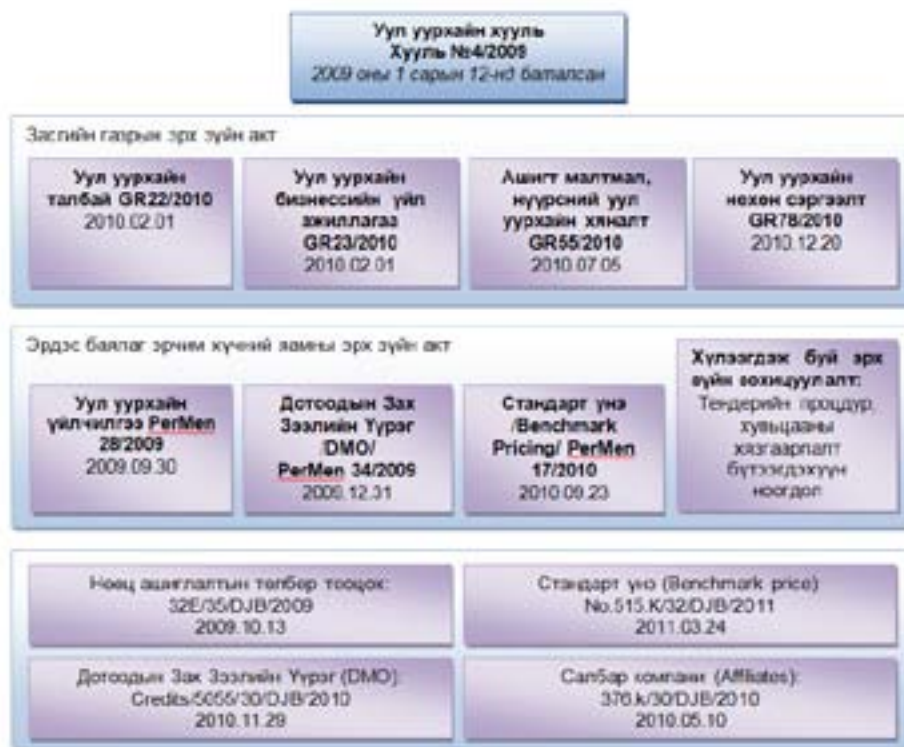 Уул уурхайн хууль
Хууль №4/2009
2009 оны 1 сарын 12-нд баталсан
Засгийн газрын эрх зүйн акт
Уул уурхайн
талбай GR22/2010
2010.02.01
Уул уурхайн
бизнессийн үйл
ажиллагаа
GR23/2010
2010.02.01
Ашигт малтмал,
нүүрсний уул
уурхайн хяналт
GR55/2010
2010.07.05
Уул уурхайн
нөхөн сэргээлт
GR78/2010
2010.12.20
Эрдэс баялаг эрчим хүчний яамны эрх зүйн акт
Уул уурхайн
үйлчилгээ PerMen
28/2009
2009.09.30
Дотоодын Зах
Зээлийн Үүрэг
/DMO/
PerMen 34/2009
2009.12.31
Стандарт үнэ
/Benchmark
Pricing/ PerMen
17/2010
2010.09.23
Хүлээгдэж буй эрх
зүйн зохицуулалт:
Тендерийн процдур,
хувьцааны
хязгаарлалт
бүтээгдэхүүн
ногдол
Нөөц ашиглалтын төлбөр тооцох:
32E/35/DJB/2009
2009.10.13
Стандарт үнэ (Benchmark price)
No.515.K/32/DJB/2011
2011.03.24
Дотоодын Зах Зээлийн Үүрэг (DMO):
Credits/5055/30/DJB/2010
2010.11.29
Салбар компани (Affiliates):
376.k/30/DJB/2010
2010.05.10